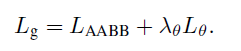 L_g = L_AABB + λ_θ L_θ.